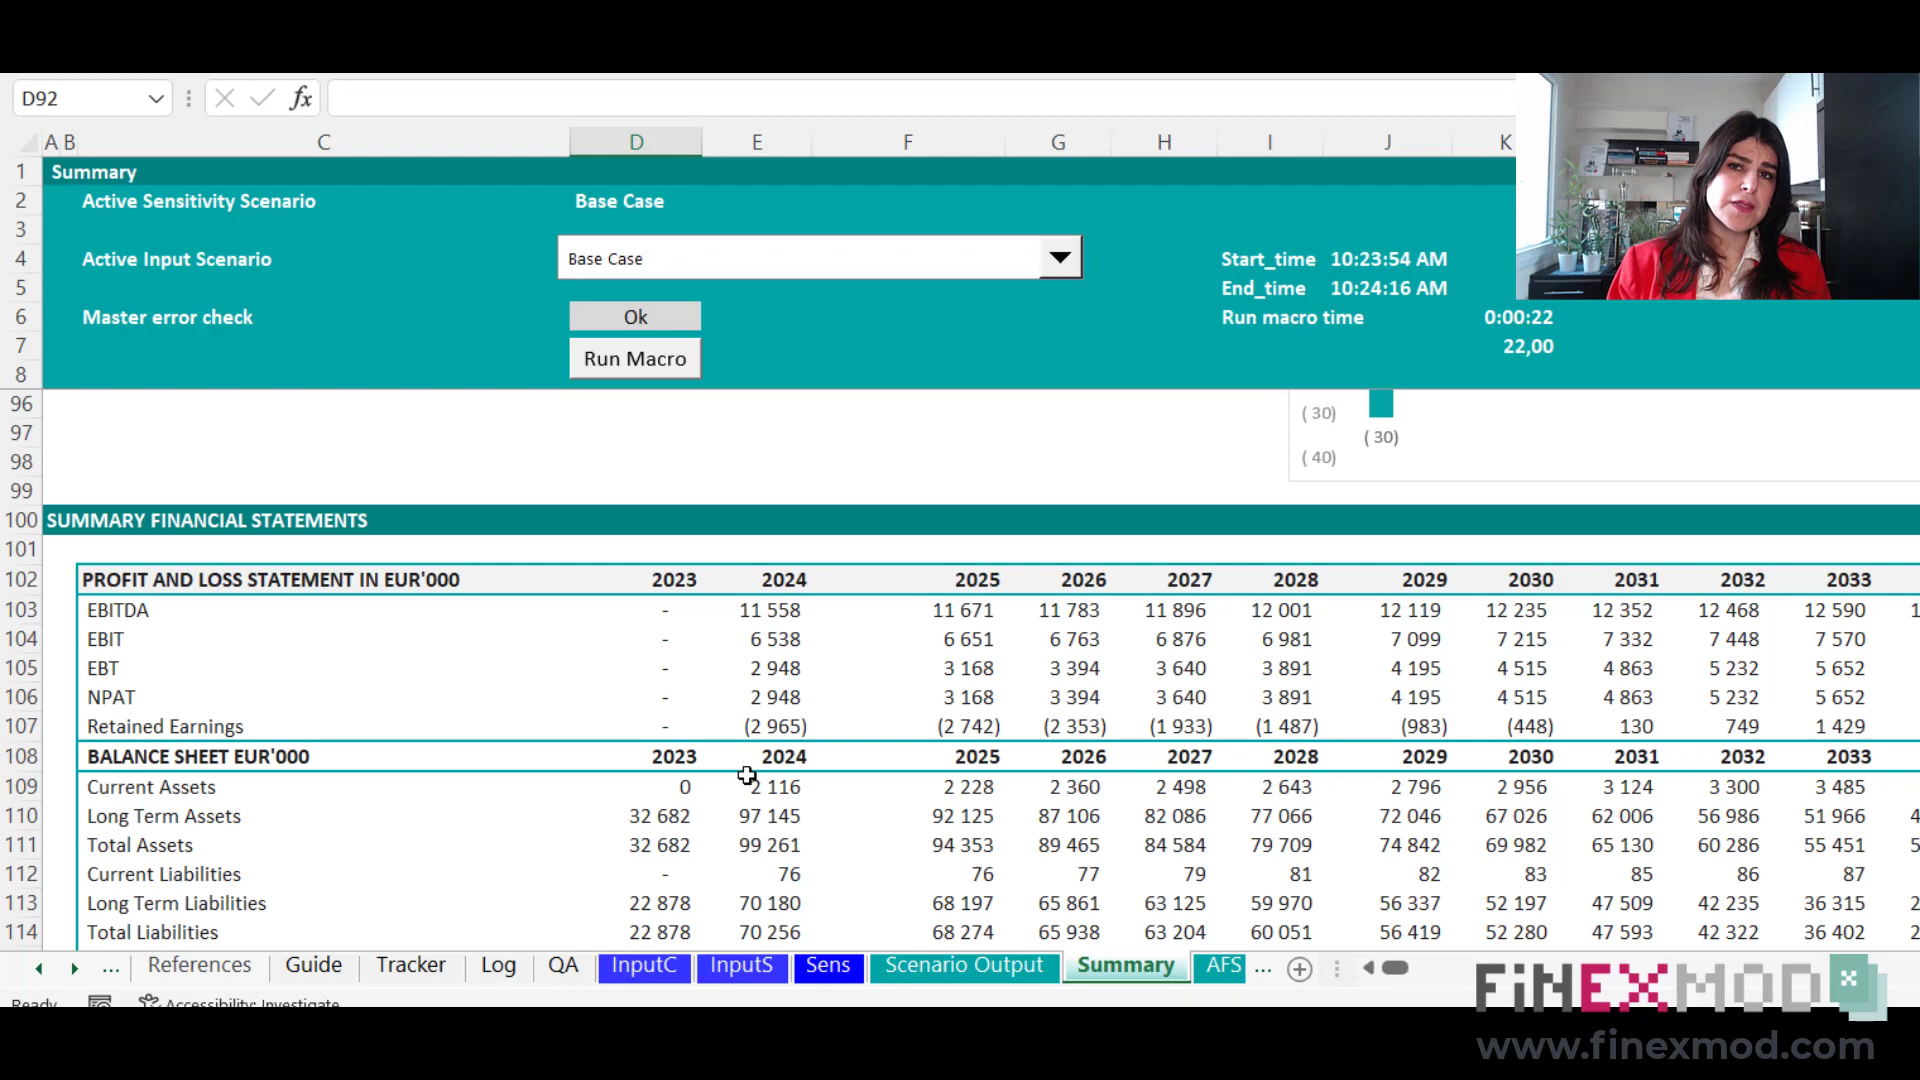 D92 fx
A B C D E F G H I J K
1 Summary
2 Active Sensitivity Scenario Base Case
3
4 Active Input Scenario Base Case Start_time 10:23:54 AM
5 End_time 10:24:16 AM
6 Master error check Ok Run macro time 0:00:22
7 Run Macro 22,00
8
96 ( 30)
97 ( 30)
98 ( 40)
99
100 SUMMARY FINANCIAL STATEMENTS
101
102 PROFIT AND LOSS STATEMENT IN EUR'000 2023 2024 2025 2026 2027 2028 2029 2030 2031 2032 2033
103 EBITDA - 11 558 11 671 11 783 11 896 12 001 12 119 12 235 12 352 12 468 12 590
104 EBIT - 6 538 6 651 6 763 6 876 6 981 7 099 7 215 7 332 7 448 7 570
105 EBT - 2 948 3 168 3 394 3 640 3 891 4 195 4 515 4 863 5 232 5 652
106 NPAT - 2 948 3 168 3 394 3 640 3 891 4 195 4 515 4 863 5 232 5 652
107 Retained Earnings - (2 965) (2 742) (2 353) (1 933) (1 487) (983) (448) 130 749 1 429
108 BALANCE SHEET EUR'000 2023 2024 2025 2026 2027 2028 2029 2030 2031 2032 2033
109 Current Assets 0 2 116 2 228 2 360 2 498 2 643 2 796 2 956 3 124 3 300 3 485
110 Long Term Assets 32 682 97 145 92 125 87 106 82 086 77 066 72 046 67 026 62 006 56 986 51 966
111 Total Assets 32 682 99 261 94 353 89 465 84 584 79 709 74 842 69 982 65 130 60 286 55 451
112 Current Liabilities - 76 76 77 79 81 82 83 85 86 87
113 Long Term Liabilities 22 878 70 180 68 197 65 861 63 125 59 970 56 337 52 197 47 509 42 235 36 315
114 Total Liabilities 22 878 70 256 68 274 65 938 63 204 60 051 56 419 52 280 47 593 42 322 36 402
... References Guide Tracker Log QA InputC InputS Sens Scenario Output Summary AFS ...
Ready Accessibility: Investigate
FiNEXMOD
www.finexmod.com